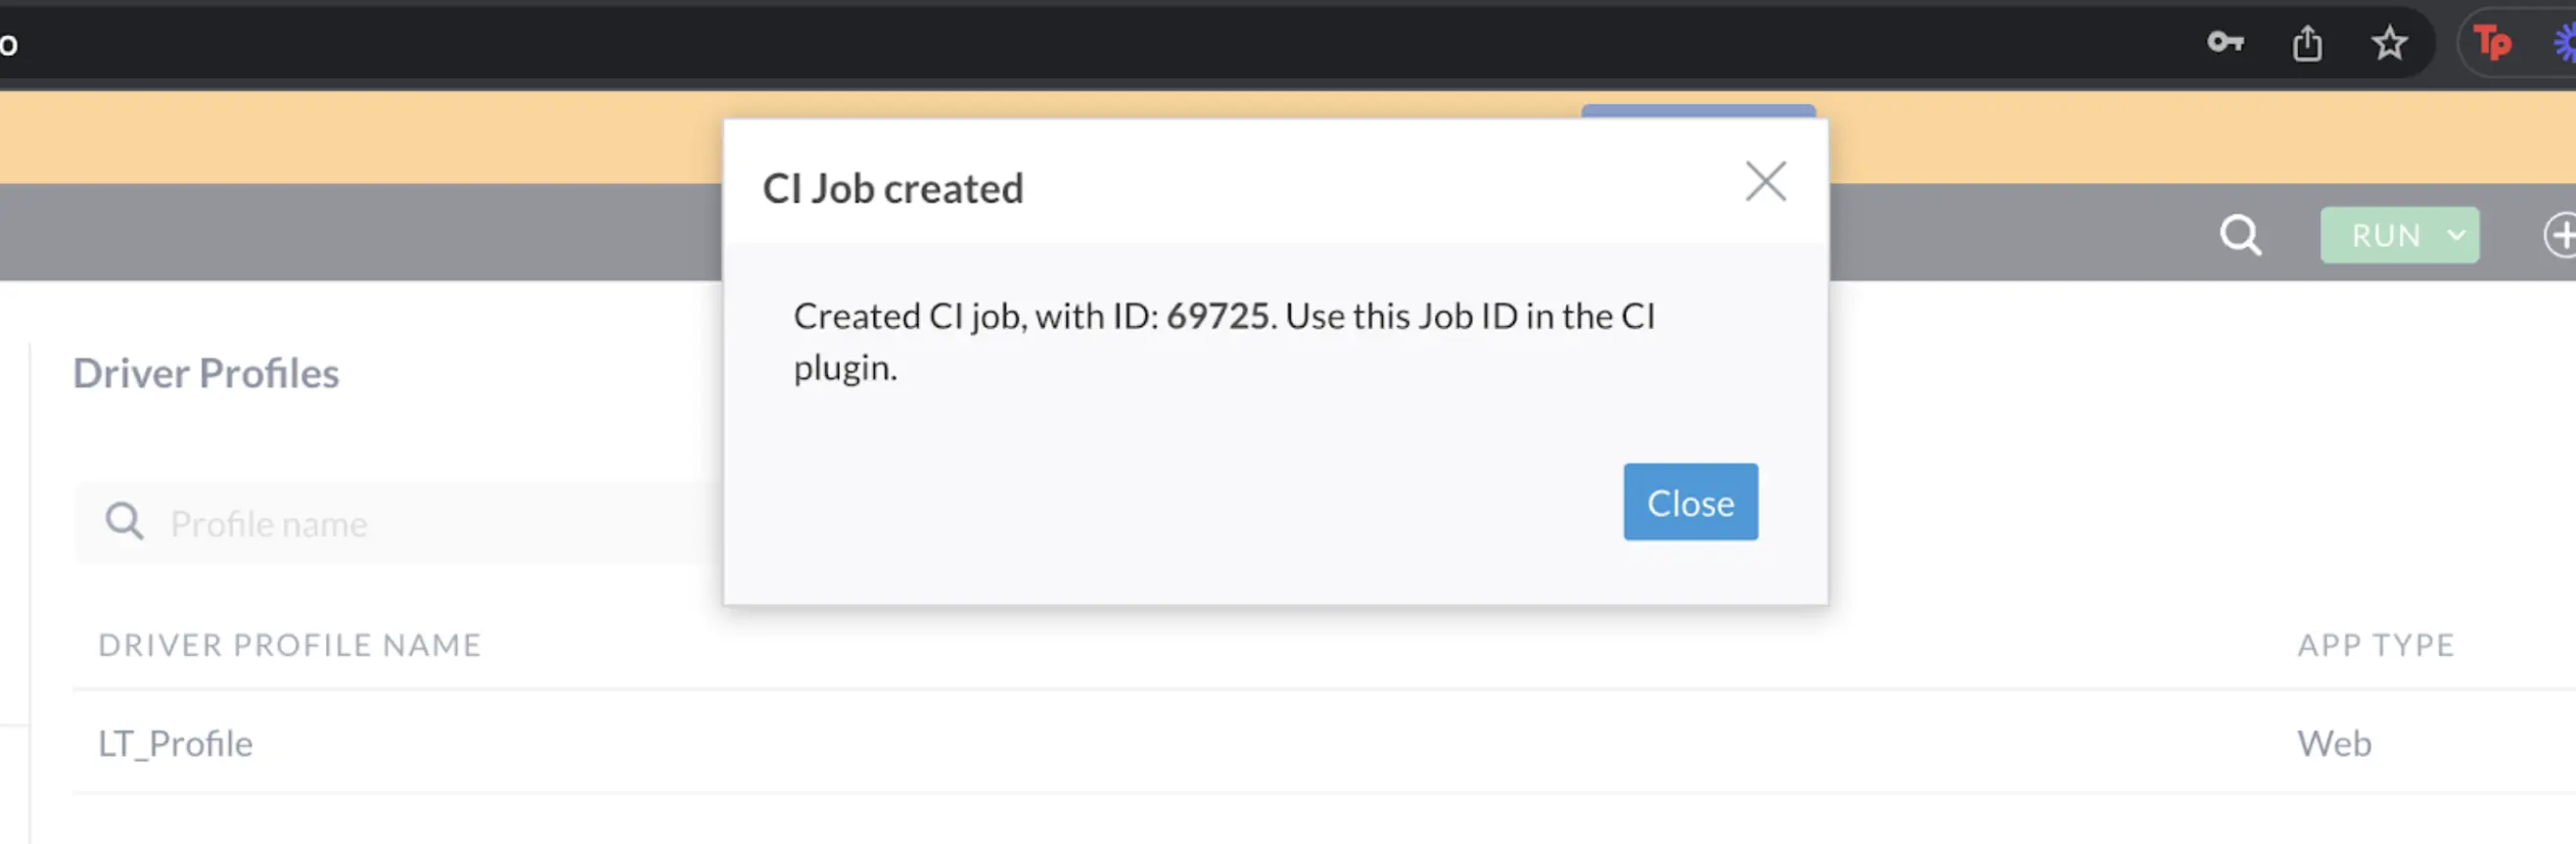 o
Tp
CI Job created
RUN
Created CI job, with ID: 69725. Use this Job ID in the CI
plugin.
Driver Profiles
Close
Profile name
DRIVER PROFILE NAME
APP TYPE
LT_Profile
Web